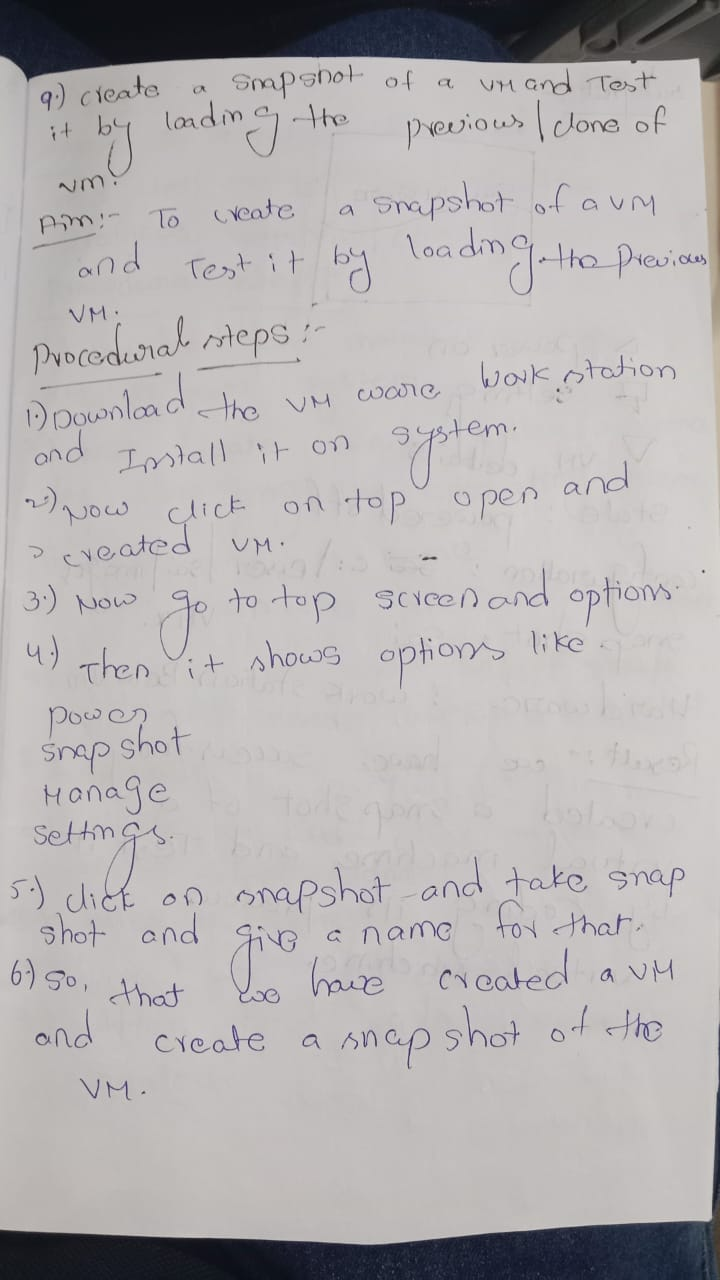 9.) create a snapshot of a VM and Test
it by loading the previous/clone of
vm.
Aim:- To create a snapshot of a VM
and Test it by loading the previous
VM.
Procedural steps:-
1.) Download the VM ware work station
and Install it on system.
2) Now click on top open and
created VM.
3.) Now go to top screen and options.
4.) Then it shows options like
power
snap shot
Manage
settings.
5.) click on snapshot and take snap
shot and give a name for that.
6.) So, that we have created a VM
and create a snap shot of the
VM.